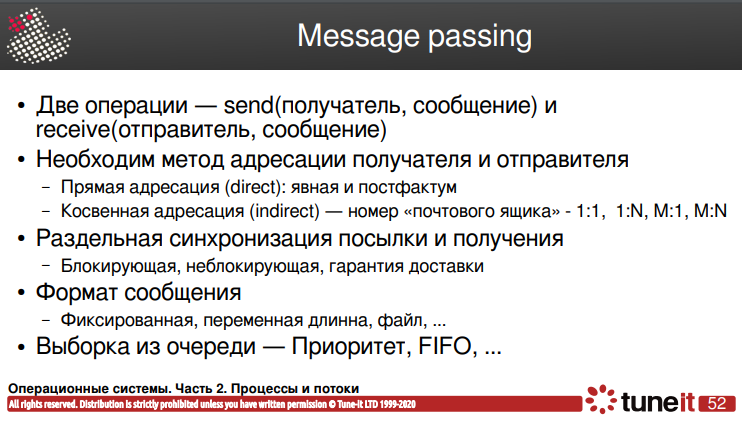 Message passing
• Две операции — send(получатель, сообщение) и
receive(отправитель, сообщение)
• Необходим метод адресации получателя и отправителя
– Прямая адресация (direct): явная и постфактум
– Косвенная адресация (indirect) — номер «почтового ящика» - 1:1, 1:N, M:1, M:N
• Раздельная синхронизация посылки и получения
– Блокирующая, неблокирующая, гарантия доставки
• Формат сообщения
– Фиксированная, переменная длинна, файл, ...
• Выборка из очереди — Приоритет, FIFO, ...
Операционные системы. Часть 2. Процессы и потоки
All rights reserved. Distribution is strictly prohibited unless you have written permission © Tune-it LTD 1999-2020
tuneit 52